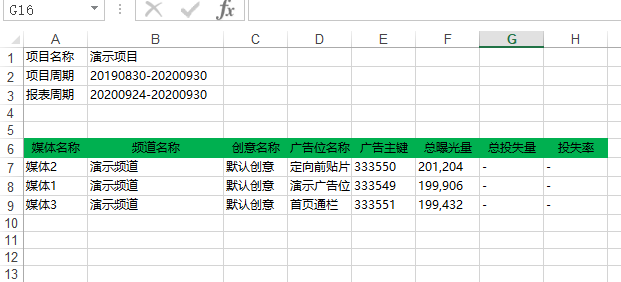 G16
A B C D E F G H
1 项目名称 演示项目
2 项目周期 20190830-20200930
3 报表周期 20200924-20200930
4
5
6 媒体名称 频道名称 创意名称 广告位名称 广告主键 总曝光量 总投失量 投失率
7 媒体2 演示频道 默认创意 定向前贴片 333550 201,204 - -
8 媒体1 演示频道 默认创意 演示广告位 333549 199,906 - -
9 媒体3 演示频道 默认创意 首页通栏 333551 199,432 - -
10
11
12
13